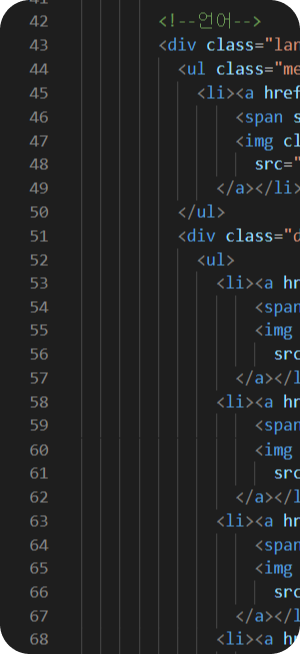 42 <!--언어-->
43 <div class="lan
44 <ul class="me
45 <li><a href
46 <span s
47 <img cl
48 src="
49 </a></li>
50 </ul>
51 <div class="d
52 <ul>
53 <li><a hr
54 <span
55 <img
56 src
57 </a></l
58 <li><a hr
59 <span
60 <img
61 src
62 </a></l
63 <li><a hr
64 <span
65 <img
66 src
67 </a></l
68 <li><a hr